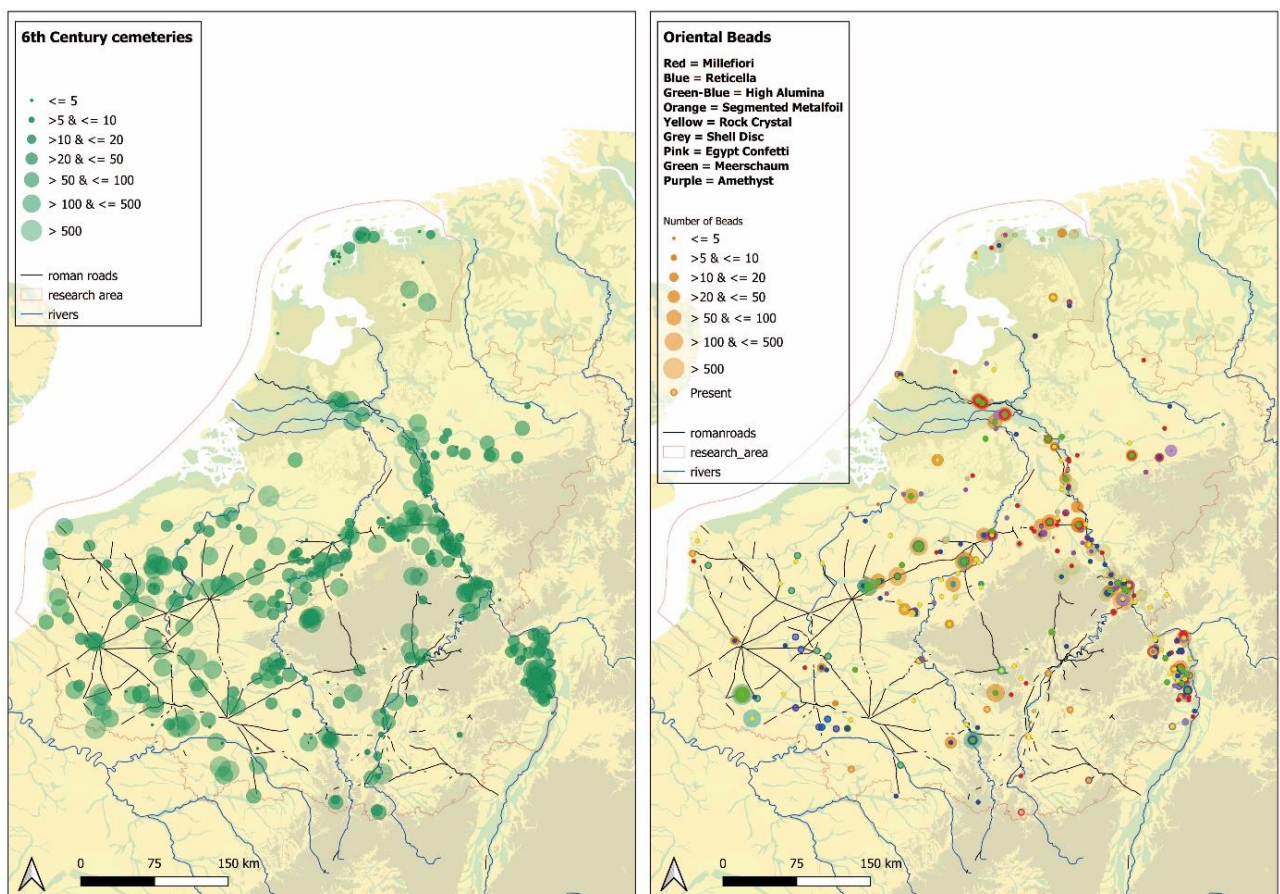 6th Century cemeteries
<= 5
>5 & <= 10
>10 & <= 20
>20 & <= 50
> 50 & <= 100
> 100 & <= 500
> 500
roman roads
research area
rivers
0 75 150 km
Oriental Beads
Red = Millefiori
Blue = Reticella
Green-Blue = High Alumina
Orange = Segmented Metalfoil
Yellow = Rock Crystal
Grey = Shell Disc
Pink = Egypt Confetti
Green = Meerschaum
Purple = Amethyst
Number of Beads
<= 5
>5 & <= 10
>10 & <= 20
>20 & <= 50
> 50 & <= 100
> 100 & <= 500
> 500
Present
romanroads
research_area
rivers
0 75 150 km